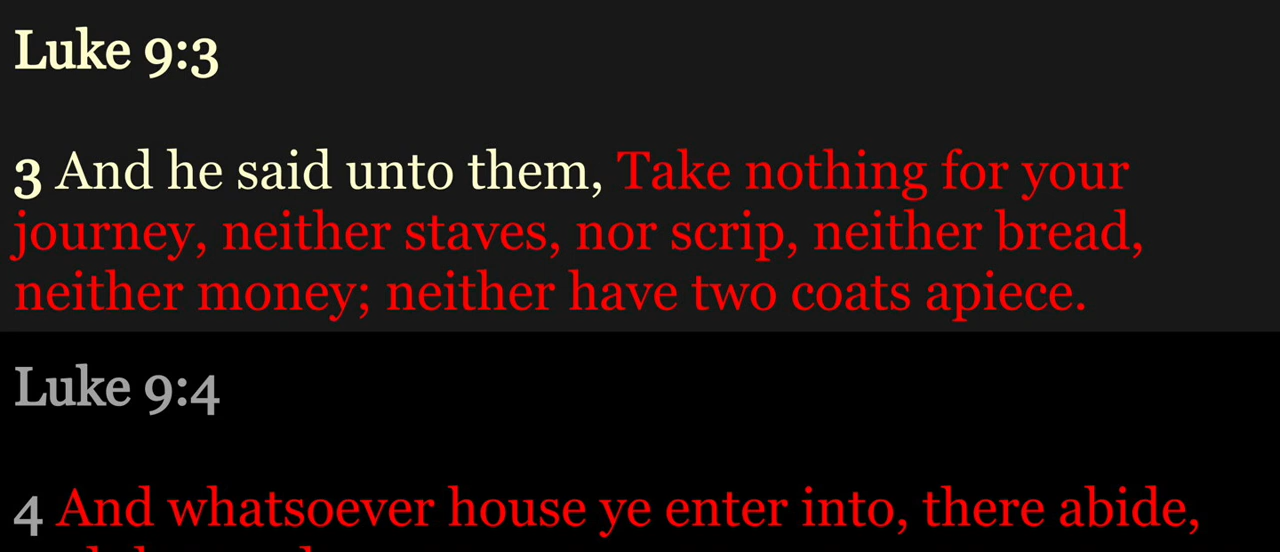 Luke 9:3
3 And he said unto them, Take nothing for your
journey, neither staves, nor scrip, neither bread,
neither money; neither have two coats apiece.
Luke 9:4
4 And whatsoever house ye enter into, there abide,